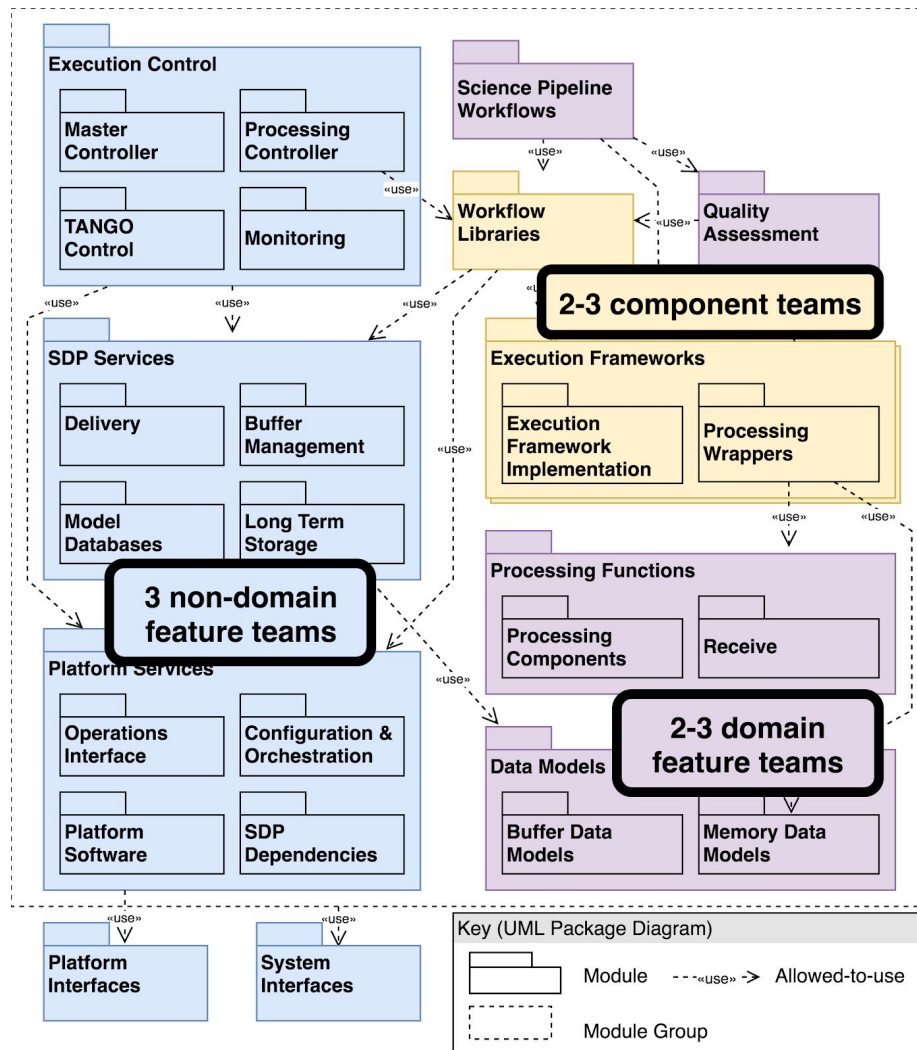 Execution Control
Master
Controller
Processing
Controller
TANGO
Control
Monitoring
Science Pipeline
Workflows
«use»
«use»
«use»
Workflow
Libraries
«use»
Quality
Assessment
«use»
«use»
«use»
2-3 component teams
SDP Services
Delivery
Buffer
Management
Model
Databases
Long Term
Storage
Execution Frameworks
Execution
Framework
Implementation
Processing
Wrappers
«use»
«use»
«use»
3 non-domain
feature teams
Processing Functions
Processing
Components
Receive
Platform Services
Operations
Interface
Configuration &
Orchestration
Platform
Software
SDP
Dependencies
«use»
2-3 domain
feature teams
Data Models
Buffer Data
Models
Memory Data
Models
«use»
«use»
Platform
Interfaces
System
Interfaces
Key (UML Package Diagram)
Module
«use»
Allowed-to-use
Module Group